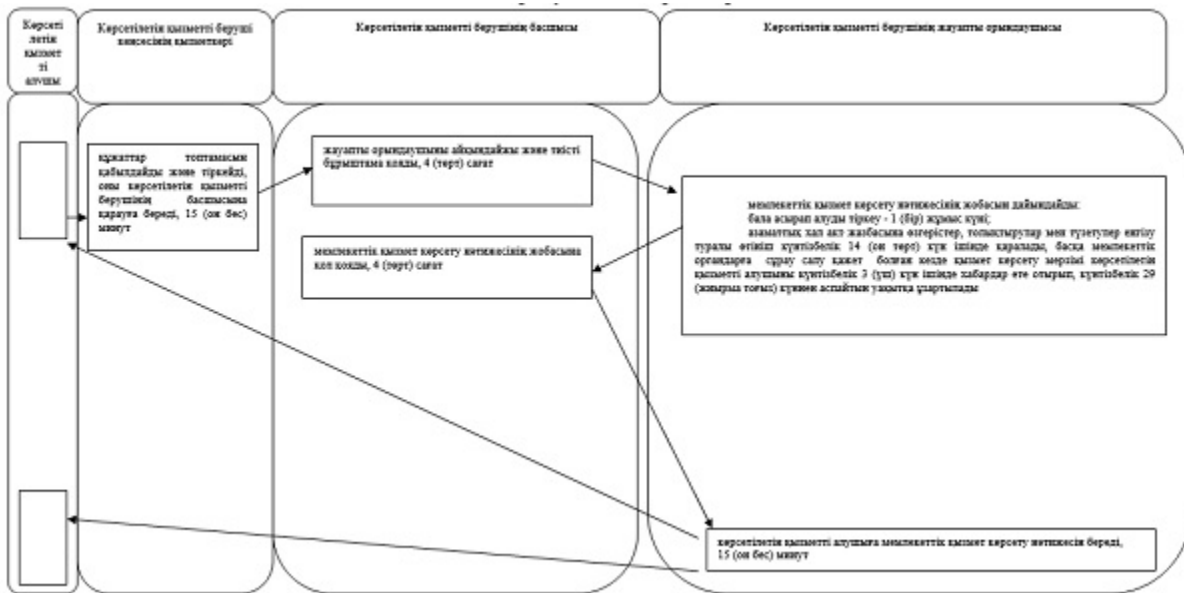 Көрсеті
летін
қызмет
ті
алушы
Көрсетілетін қызметті беруші
кеңсесінің қызметкері
Көрсетілетін қызметті берушінің басшысы
Көрсетілетін қызметті берушінің жауапты орындаушысы
құжаттар топтамасын
қабылдайды және тіркейді,
оны көрсетілетін қызметті
берушінің басшысына
қарауға береді, 15 (он бес)
минут
жауапты орындаушыны айқындайды және тиісті
бұрыштама қояды, 4 (төрт) сағат
мемлекеттік қызмет көрсету нәтижесінің жобасына
қол қояды, 4 (төрт) сағат
мемлекеттік қызмет көрсету нәтижесінің жобасын дайындайды:
бала асырап алуды тіркеу - 1 (бір) жұмыс күні;
азаматтық хал акт жазбасына өзгерістер, толықтырулар мен түзетулер енгізу
туралы өтініш күнтізбелік 14 (он төрт) күн ішінде қаралады, басқа мемлекеттік
органдарға сұрау салу қажет болған кезде қызмет көрсету мерзімі көрсетілетін
қызметті алушыны күнтізбелік 3 (үш) күн ішінде хабардар ете отырып, күнтізбелік 29
(жиырма тоғыз) күннен аспайтын уақытқа ұзартылады
көрсетілетін қызметті алушыға мемлекеттік қызмет көрсету нәтижесін береді,
15 (он бес) минут